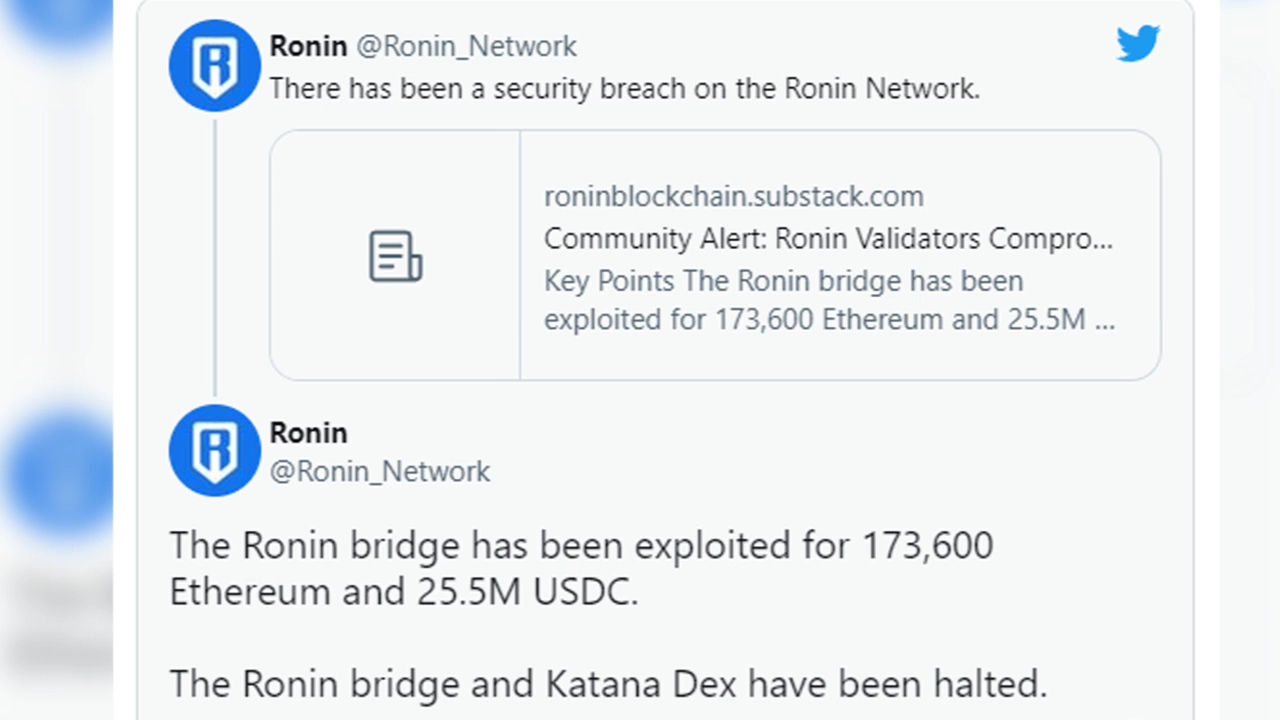 Ronin @Ronin_Network
There has been a security breach on the Ronin Network.
roninblockchain.substack.com
Community Alert: Ronin Validators Compro...
Key Points The Ronin bridge has been
exploited for 173,600 Ethereum and 25.5M ...
Ronin
@Ronin_Network
The Ronin bridge has been exploited for 173,600
Ethereum and 25.5M USDC.
The Ronin bridge and Katana Dex have been halted.